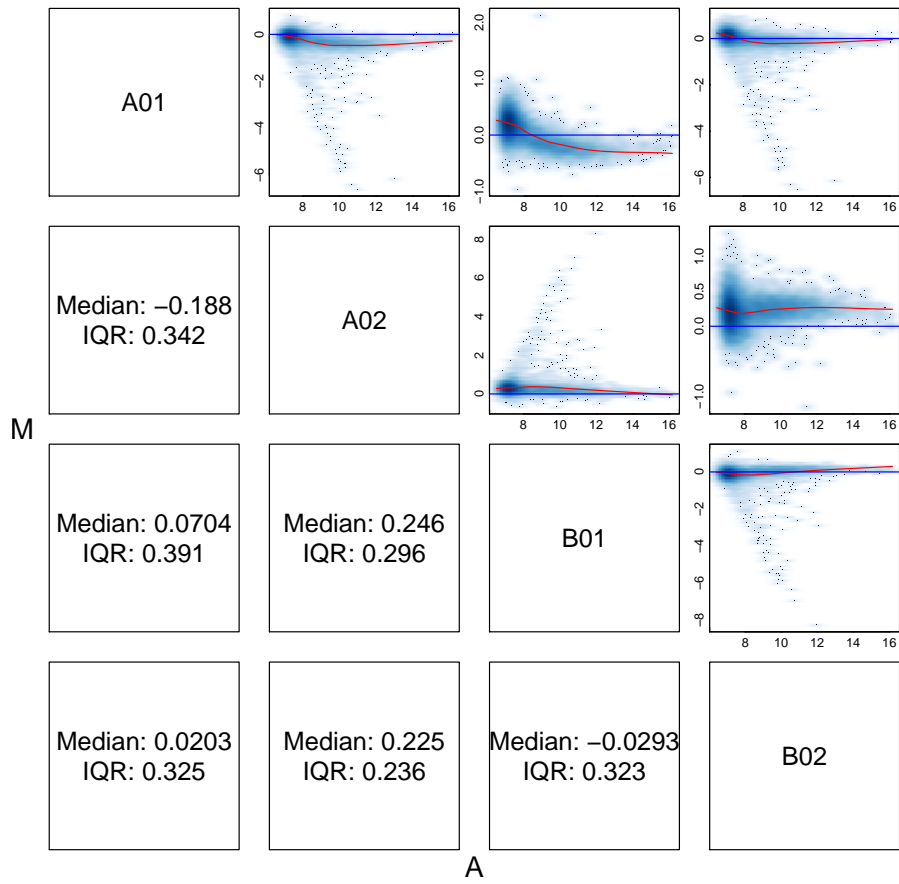 A01
0
−2
−4
−6
8 10 12 14 16
2.0
1.0
0.0
−1.0
8 10 12 14 16
0
−2
−4
−6
8 10 12 14 16
Median: −0.188
IQR: 0.342
A02
8
6
4
2
0
8 10 12 14 16
1.0
0.5
0.0
−1.0
8 10 12 14 16
M
Median: 0.0704
IQR: 0.391
Median: 0.246
IQR: 0.296
B01
0
−2
−4
−6
−8
8 10 12 14 16
Median: 0.0203
IQR: 0.325
Median: 0.225
IQR: 0.236
Median: −0.0293
IQR: 0.323
B02
A